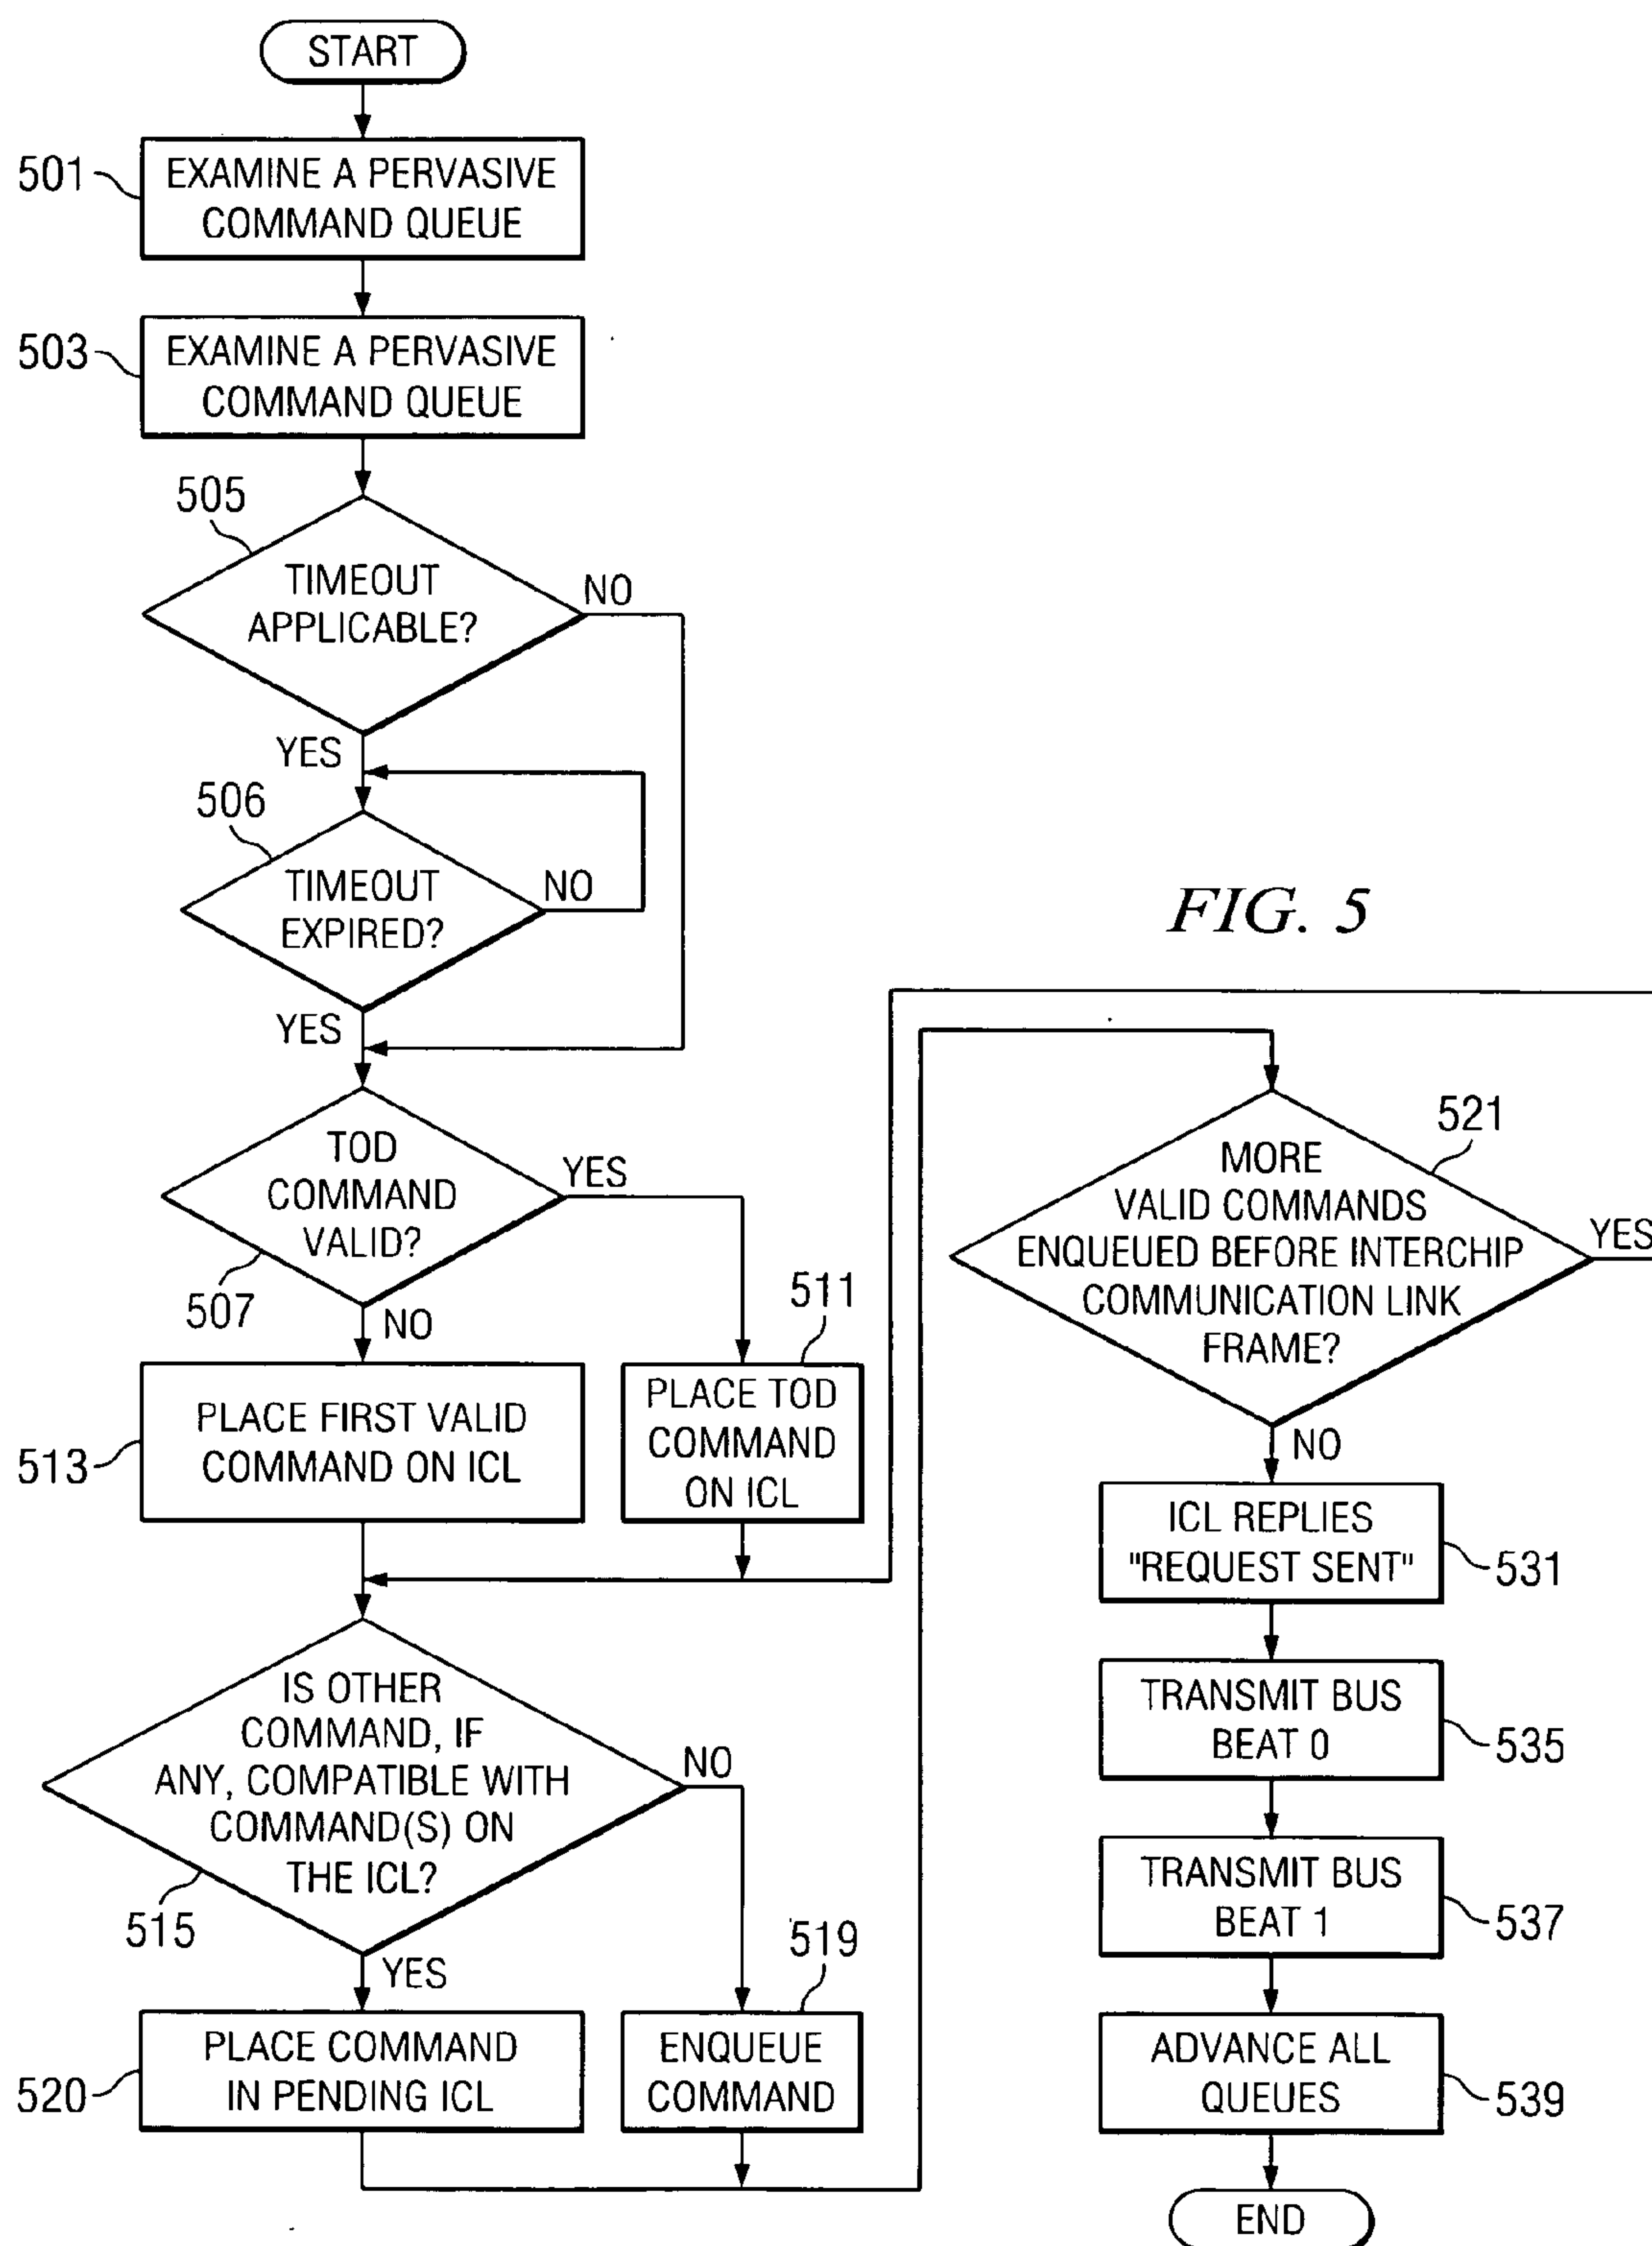 START
501
EXAMINE A PERVASIVE
COMMAND QUEUE
503
EXAMINE A PERVASIVE
COMMAND QUEUE
505
TIMEOUT
APPLICABLE?
NO
YES
506
TIMEOUT
EXPIRED?
NO
YES
TOD
COMMAND
VALID?
YES
507
NO
511
PLACE TOD
COMMAND
ON ICL
513
PLACE FIRST VALID
COMMAND ON ICL
IS OTHER
COMMAND, IF
ANY, COMPATIBLE WITH
COMMAND(S) ON
THE ICL?
NO
515
YES
519
ENQUEUE
COMMAND
520
PLACE COMMAND
IN PENDING ICL
FIG. 5
521
MORE
VALID COMMANDS
ENQUEUED BEFORE INTERCHIP
COMMUNICATION LINK
FRAME?
YES
NO
ICL REPLIES
"REQUEST SENT"
531
TRANSMIT BUS
BEAT 0
535
TRANSMIT BUS
BEAT 1
537
ADVANCE ALL
QUEUES
539
END